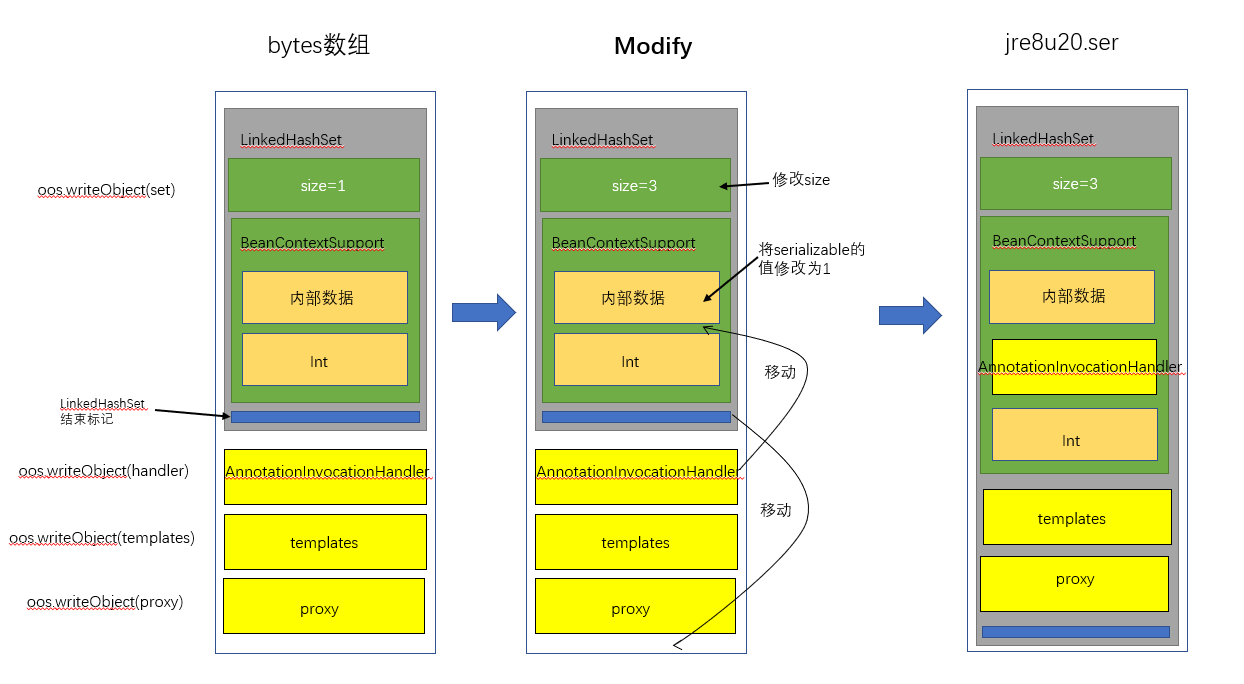 bytes数组
Modify
jre8u20.ser
LinkedHashSet
LinkedHashSet
LinkedHashSet
oos.writeObject(set)
size=1
size=3
修改size
size=3
BeanContextSupport
BeanContextSupport
将serializable的
值修改为1
BeanContextSupport
内部数据
内部数据
内部数据
Int
Int
移动
AnnotationInvocationHandler
LinkedHashSet
结束标记
Int
oos.writeObject(handler)
AnnotationInvocationHandler
AnnotationInvocationHandler
移动
templates
oos.writeObject(templates)
templates
templates
proxy
oos.writeObject(proxy)
proxy
proxy